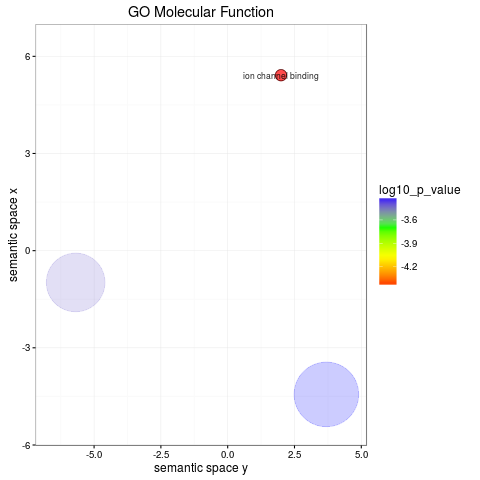 GO Molecular Function
6
3
0
-3
-6
semantic space x
ion channel binding
-5.0
-2.5
0.0
2.5
5.0
semantic space y
log10_p_value
-3.6
-3.9
-4.2